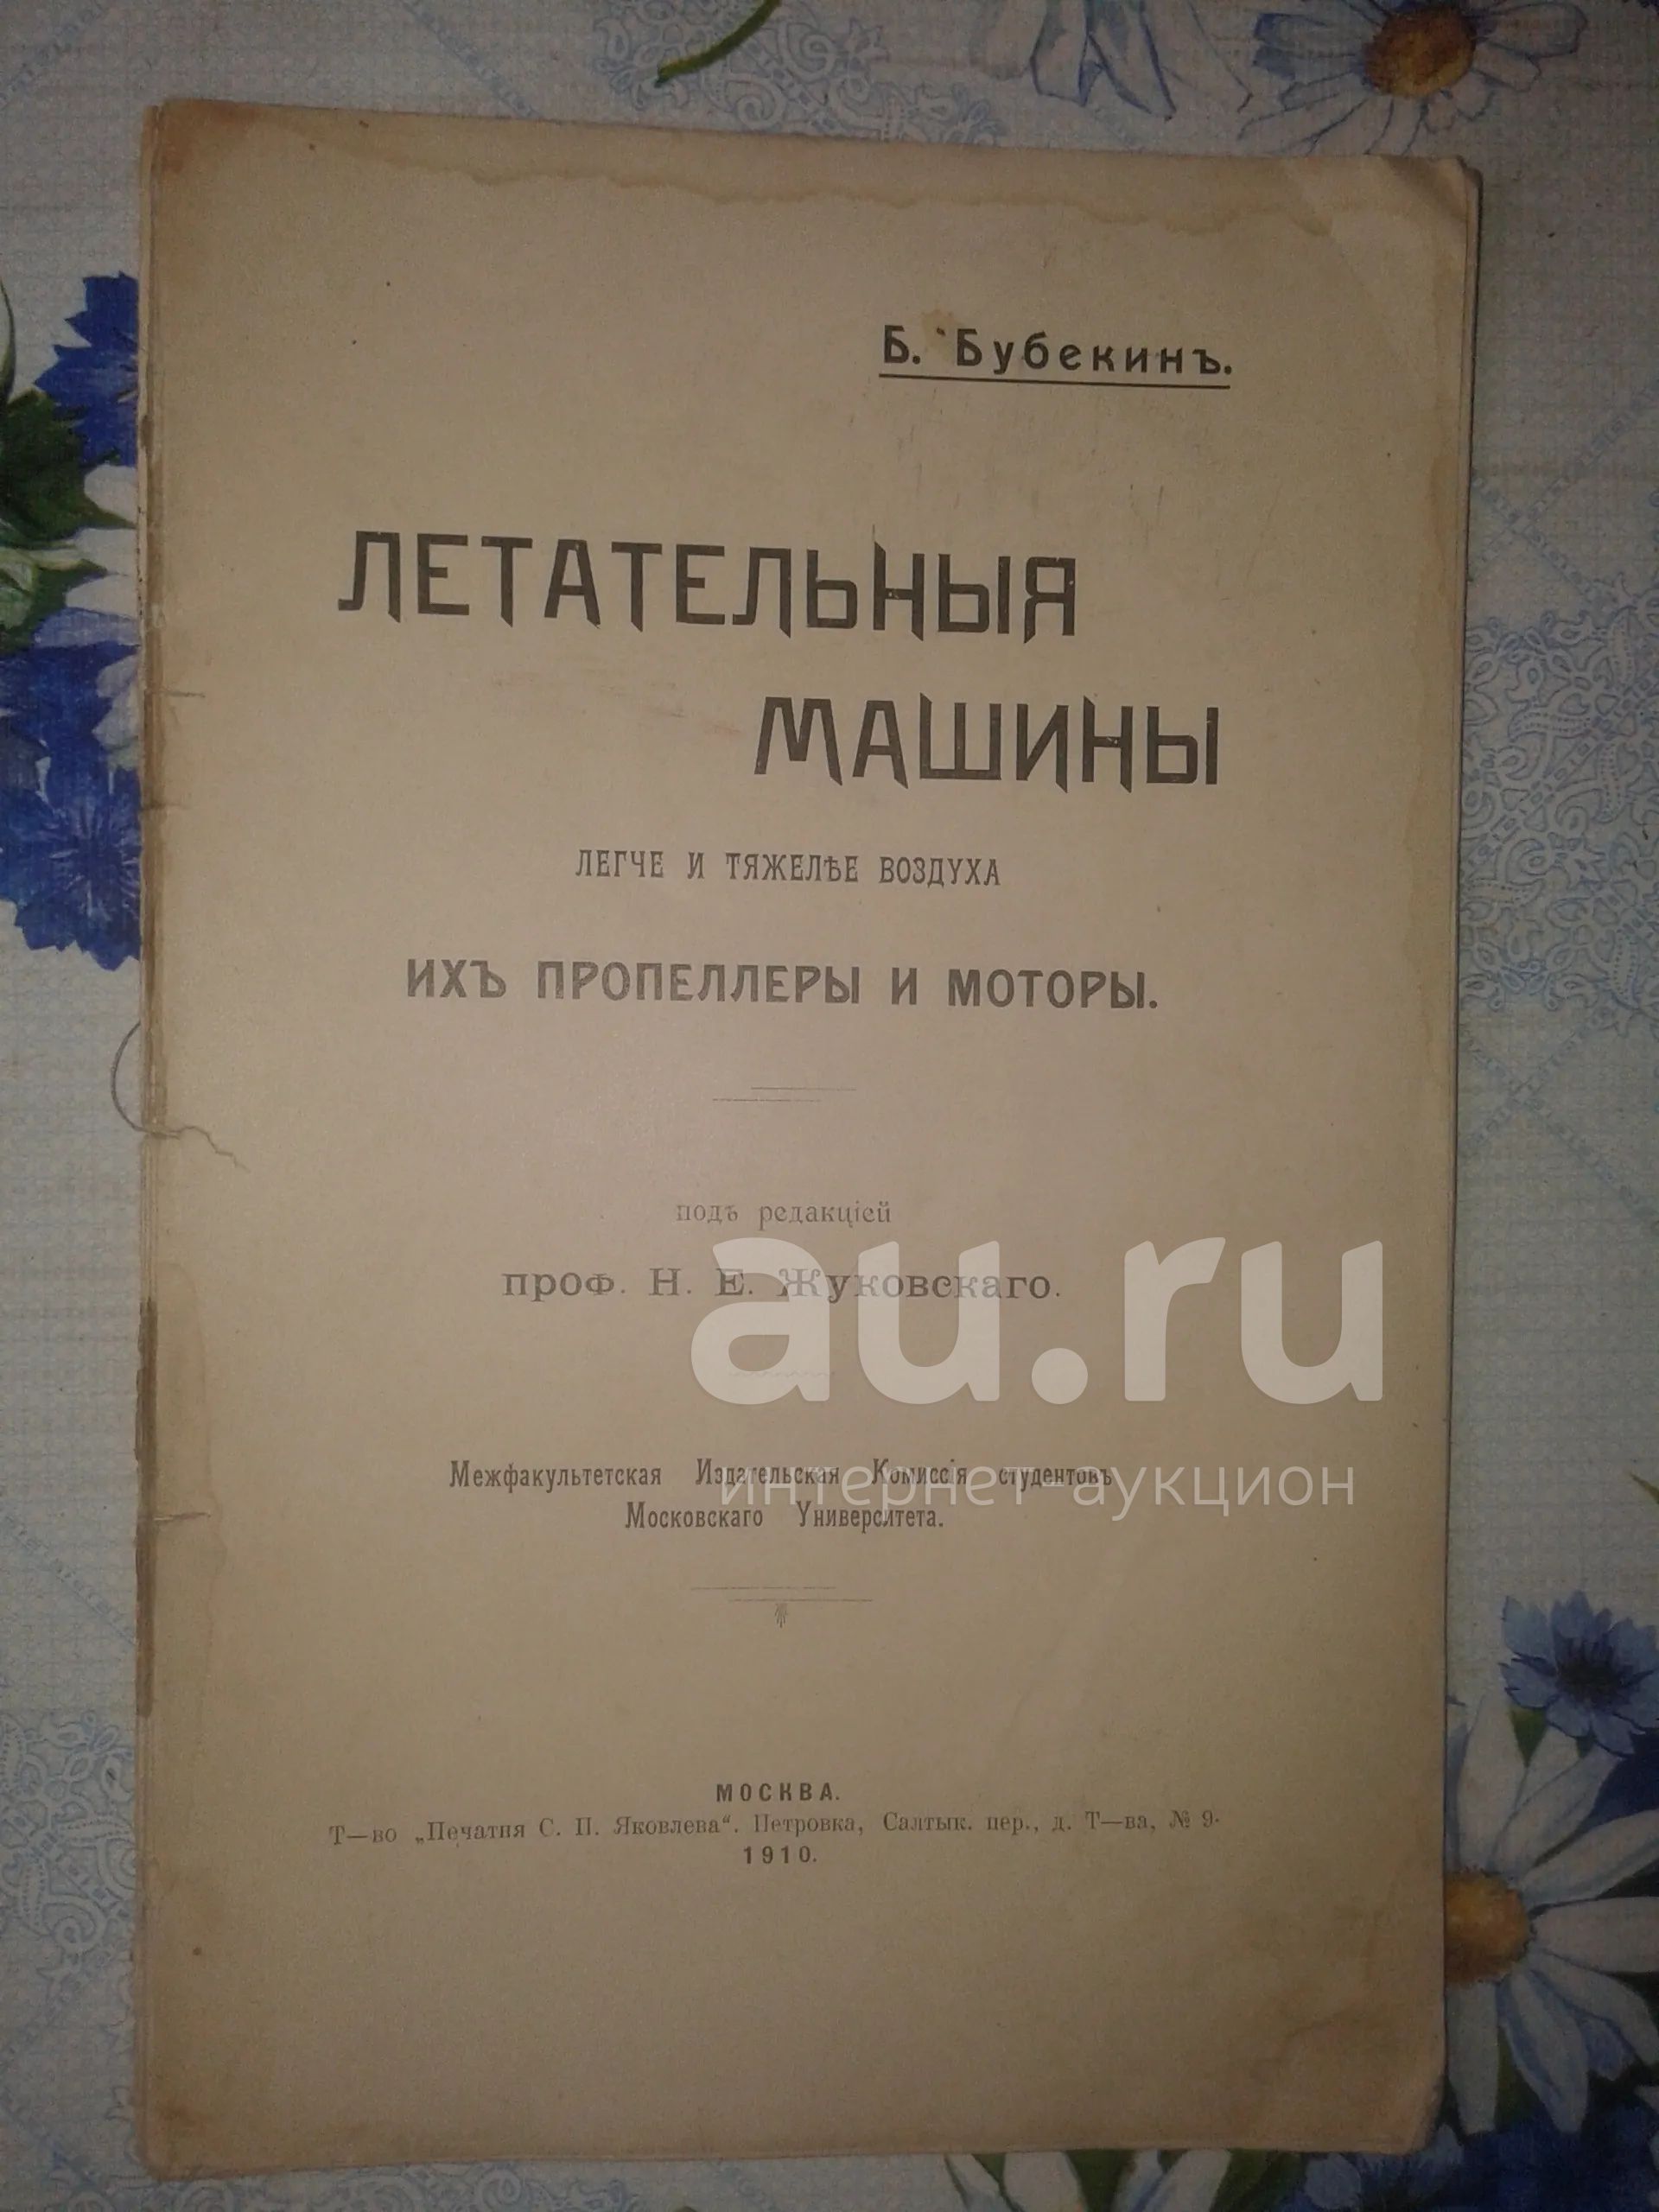 Б. Бубекинъ.
ЛЕТАТЕЛЬНЫЯ
МАШИНЫ
ЛЕГЧЕ И ТЯЖЕЛѢЕ ВОЗДУХА
ИХЪ ПРОПЕЛЛЕРЫ И МОТОРЫ.
подъ редакціей
проф. Н. Е. Жуковскаго.
au.ru
интернет-аукцион
Межфакультетская Издательская Комиссія студентовъ
Московскаго Университета.
МОСКВА.
Т—во „Печатня С. П. Яковлева“. Петровка, Салтык. пер., д. Т—ва, № 9.
1910.